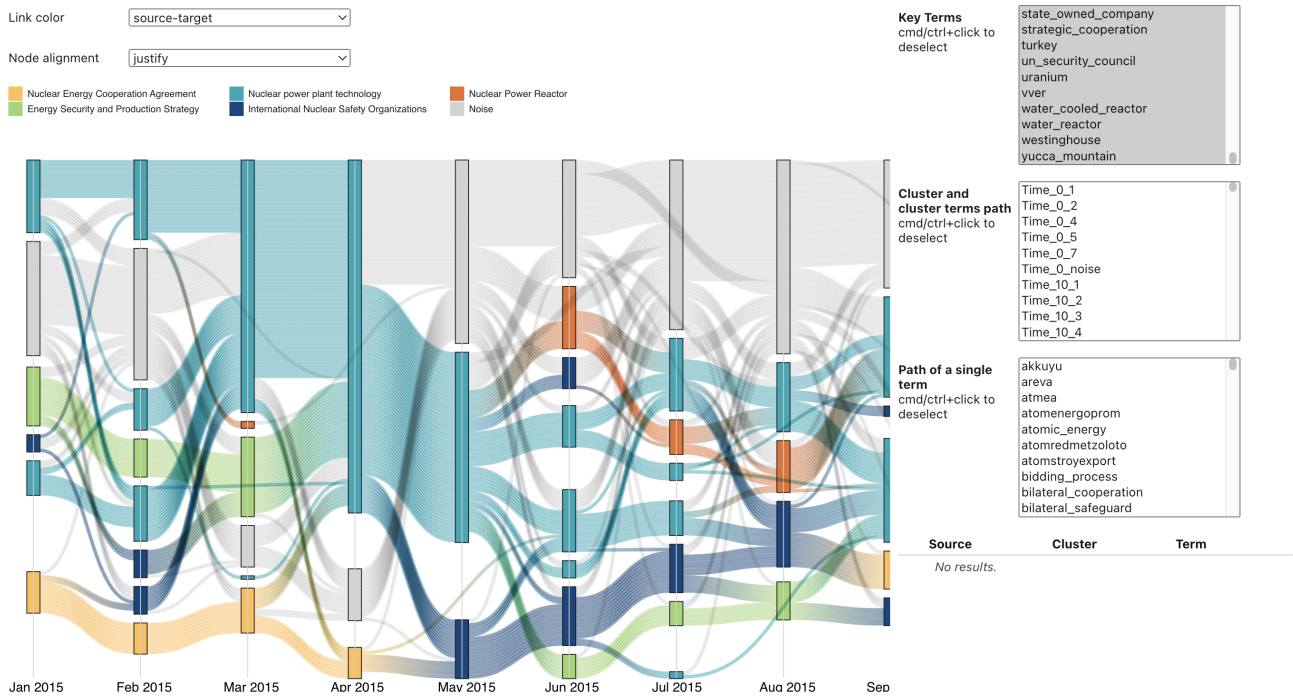 Link color
source-target
Node alignment
justify
Nuclear Energy Cooperation Agreement
Nuclear power plant technology
Nuclear Power Reactor
Energy Security and Production Strategy
International Nuclear Safety Organizations
Noise
Jan 2015
Feb 2015
Mar 2015
Apr 2015
May 2015
Jun 2015
Jul 2015
Aug 2015
Sep
Key Terms
cmd/ctrl+click to
deselect
state_owned_company
strategic_cooperation
turkey
un_security_council
uranium
vver
water_cooled_reactor
water_reactor
westinghouse
yucca_mountain
Cluster and
cluster terms path
cmd/ctrl+click to
deselect
Time_0_1
Time_0_2
Time_0_4
Time_0_5
Time_0_7
Time_0_noise
Time_10_1
Time_10_2
Time_10_3
Time_10_4
Path of a single
term
cmd/ctrl+click to
deselect
akkuyu
areva
atmea
atomenergoprom
atomic_energy
atomredmetzoloto
atomstroyexport
bidding_process
bilateral_cooperation
bilateral_safeguard
Source Cluster Term
No results.